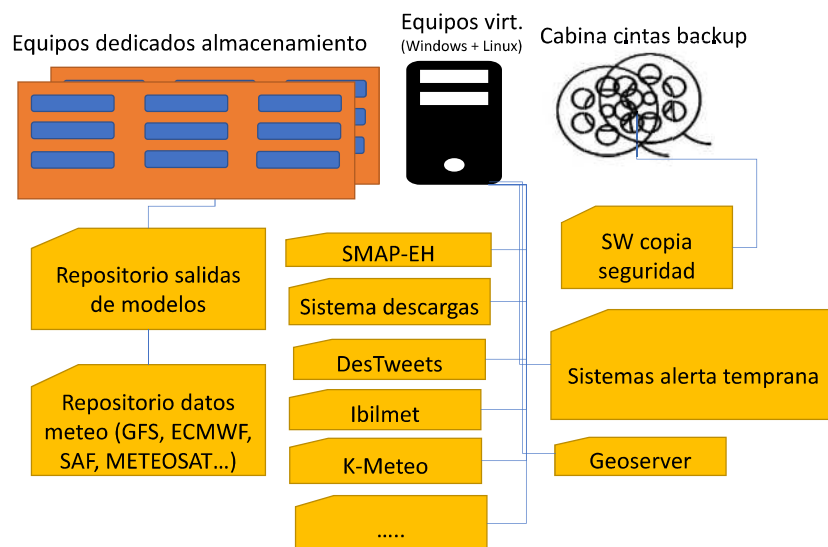 Equipos dedicados almacenamiento
Equipos virt.
(Windows + Linux)
Cabina cintas backup
Repositorio salidas
de modelos
Repositorio datos
meteo (GFS, ECMWF,
SAF, METEOSAT...)
SMAP-EH
Sistema descargas
DesTweets
Ibilmet
K-Meteo
.....
SW copia
seguridad
Sistemas alerta temprana
Geoserver